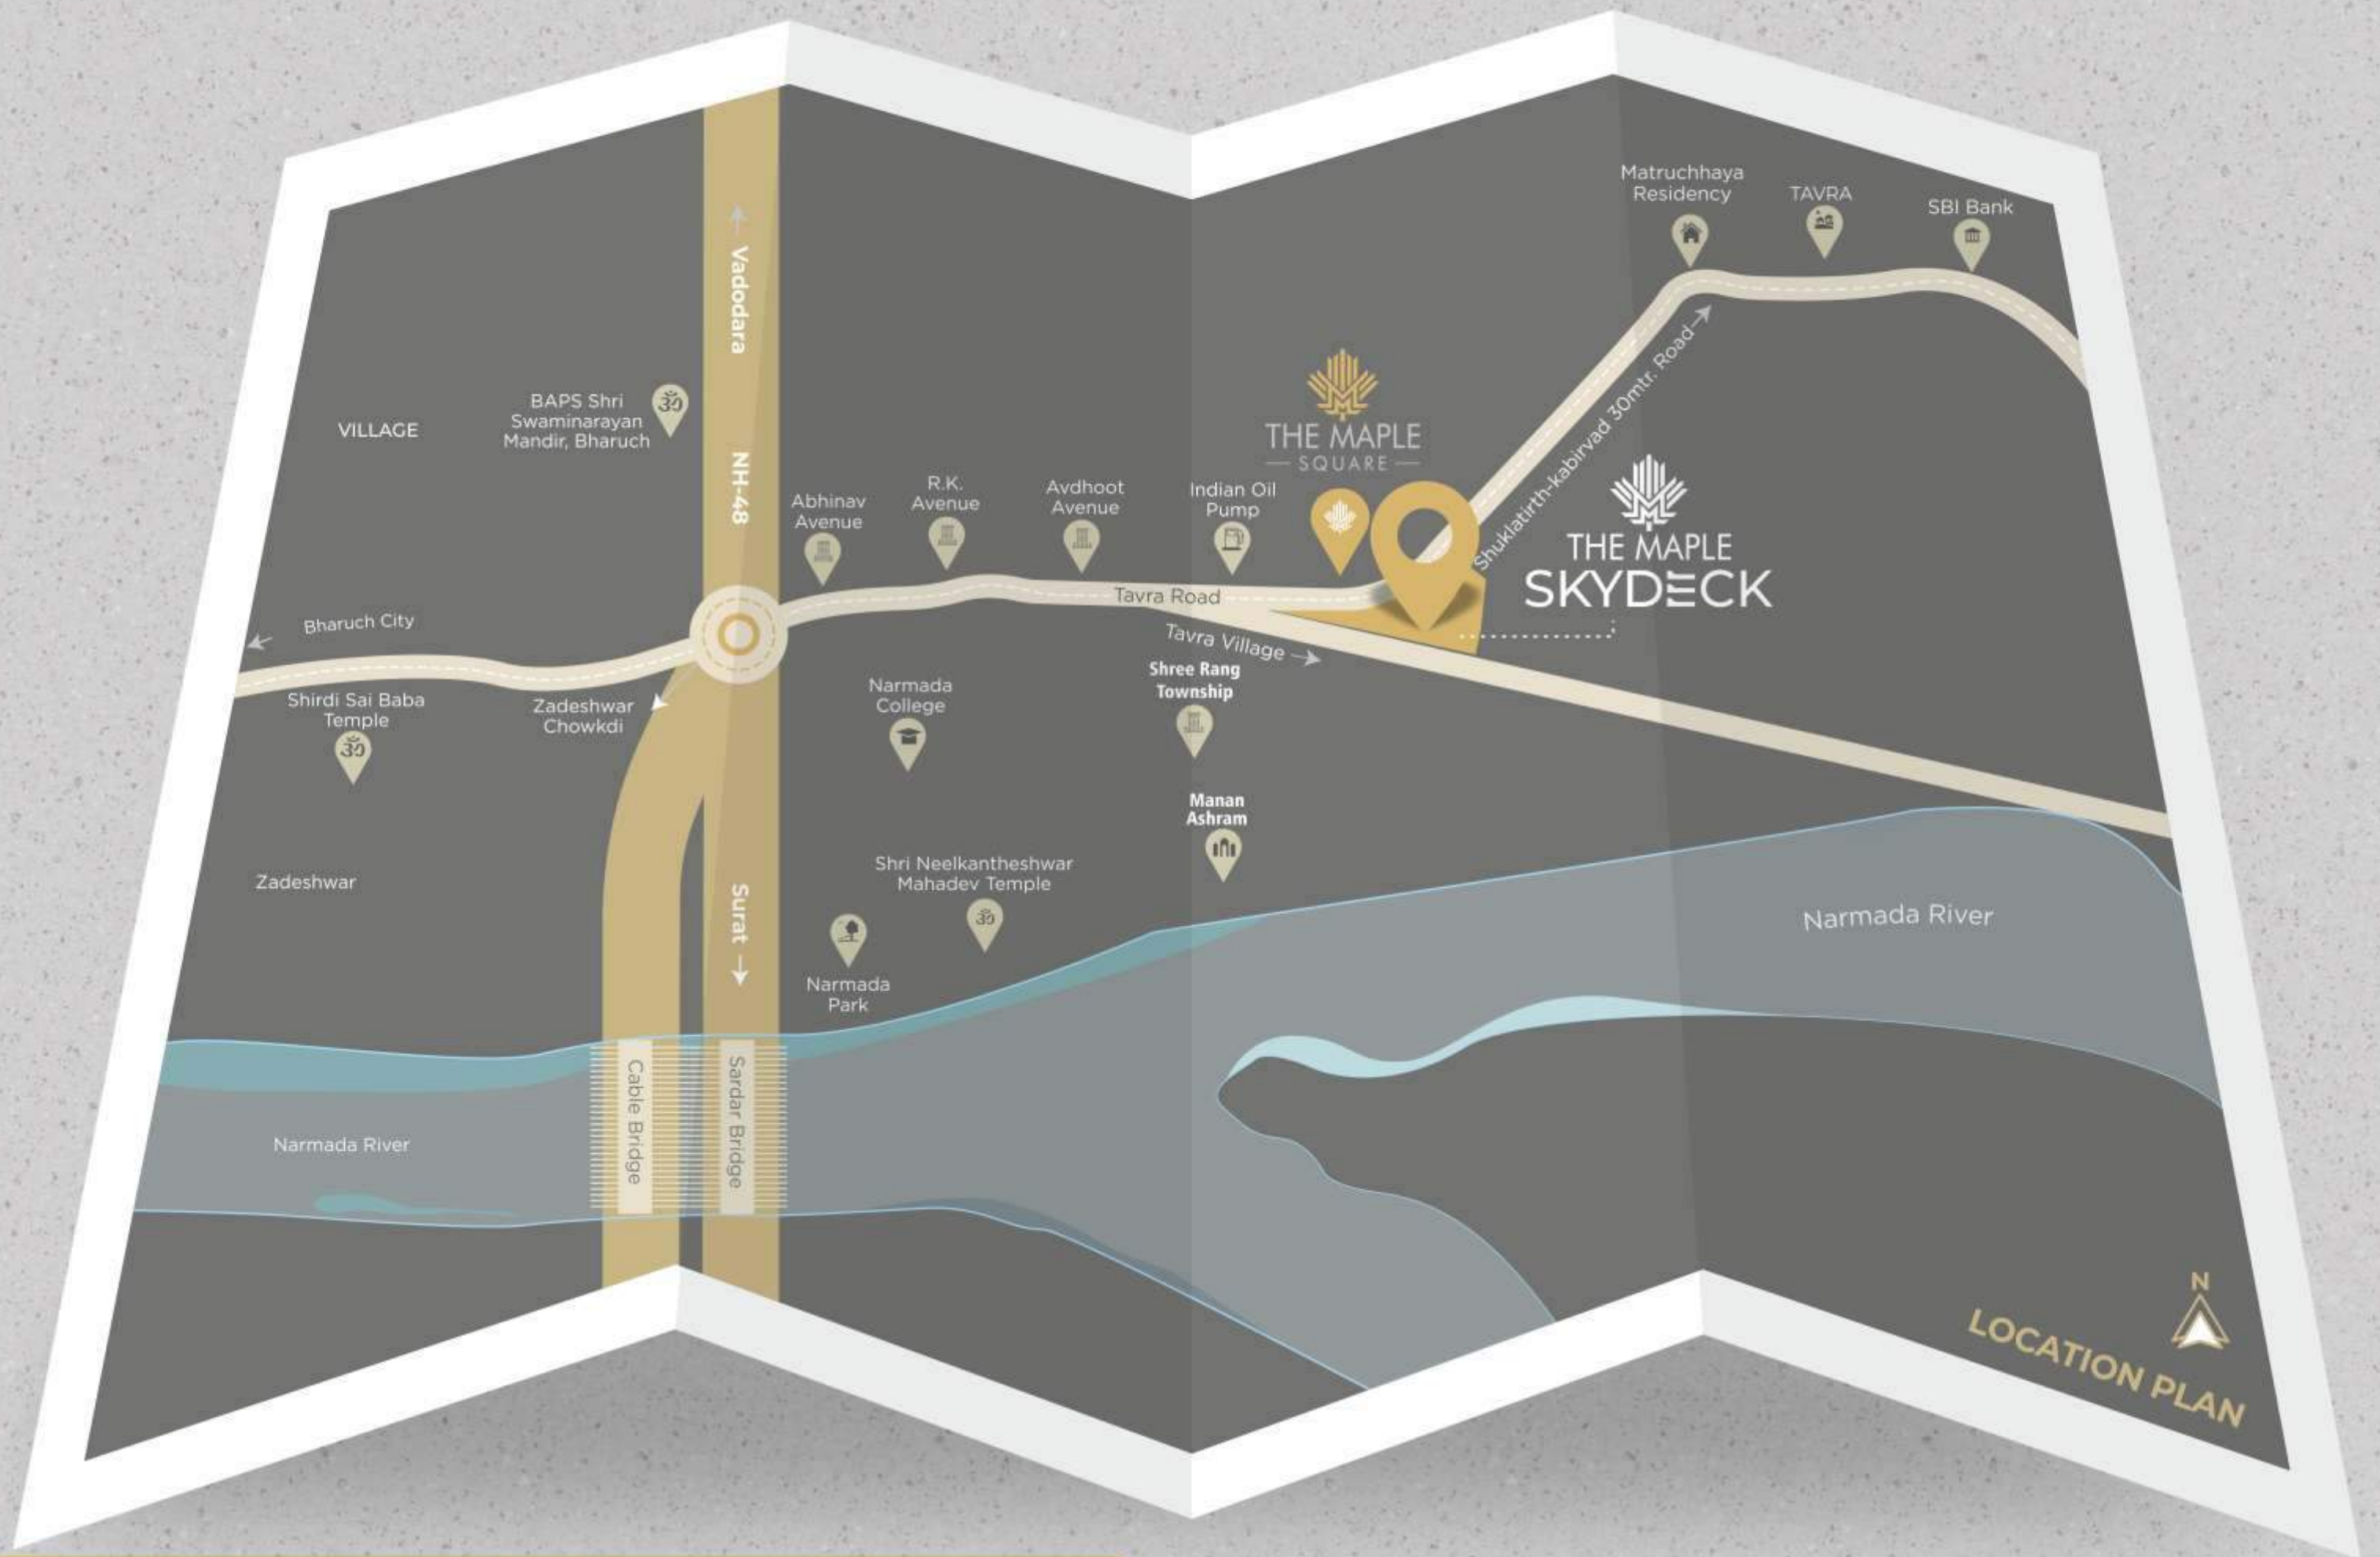 Matruchhaya
Residency
TAVRA
SBI Bank
Vadodara
NH-48
VILLAGE
BAPS Shri
Swaminarayan
Mandir, Bharuch
THE MAPLE
SQUARE
Abhinav
Avenue
R.K.
Avenue
Avdhoot
Avenue
Indian Oil
Pump
Shuklatirth-kabirvad 30mtr. Road
THE MAPLE
SKYDECK
Tavra Road
Tavra Village
Bharuch City
Shirdi Sai Baba
Temple
ॐ
Zadeshwar
Chowkdi
Narmada
College
Shree Rang
Township
Manan
Ashram
Zadeshwar
Surat
Shri Neelkantheshwar
Mahadev Temple
ॐ
Narmada
Park
Narmada River
Cable Bridge
Sardar Bridge
Narmada River
N
LOCATION PLAN
ॐ